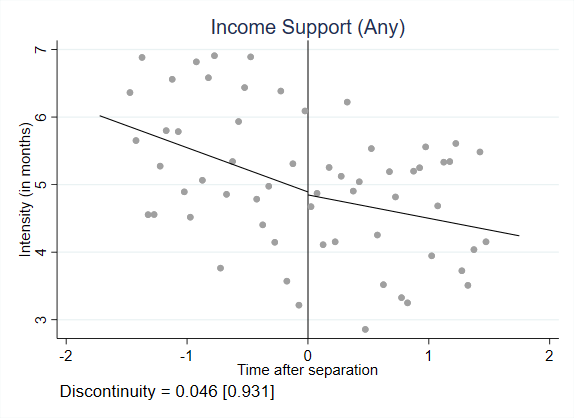 Income Support (Any)
Intensity (in months)
7
6
5
4
3
-2 -1 0 1 2
Time after separation
Discontinuity = 0.046 [0.931]